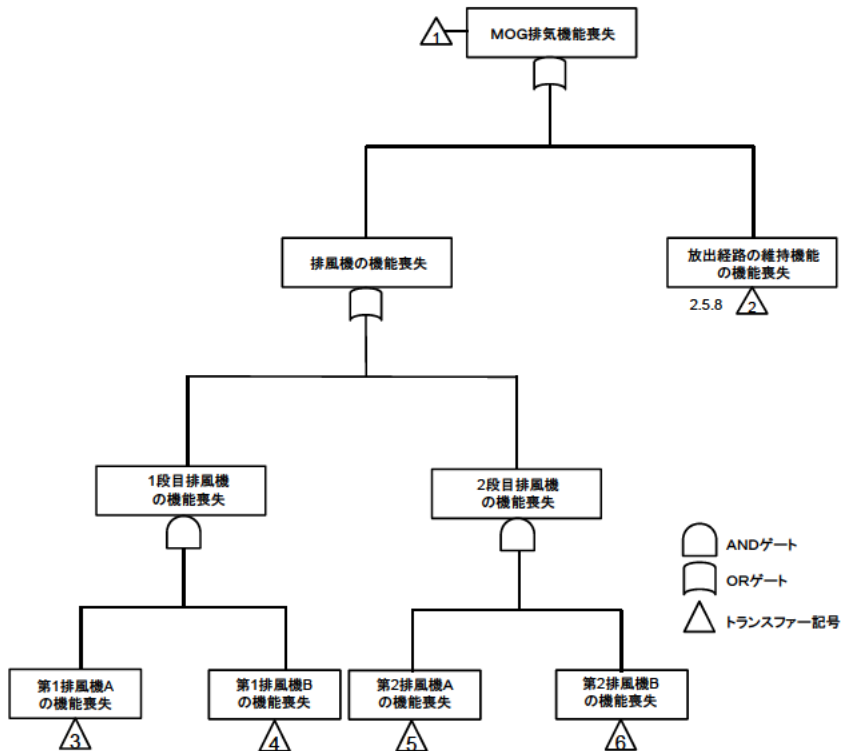 1
MOG排気機能喪失
排風機の機能喪失
放出経路の維持機能
の機能喪失
2.5.8
2
1段目排風機
の機能喪失
2段目排風機
の機能喪失
ANDゲート
ORゲート
トランスファー記号
第1排風機A
の機能喪失
第1排風機B
の機能喪失
第2排風機A
の機能喪失
第2排風機B
の機能喪失
3
4
5
6